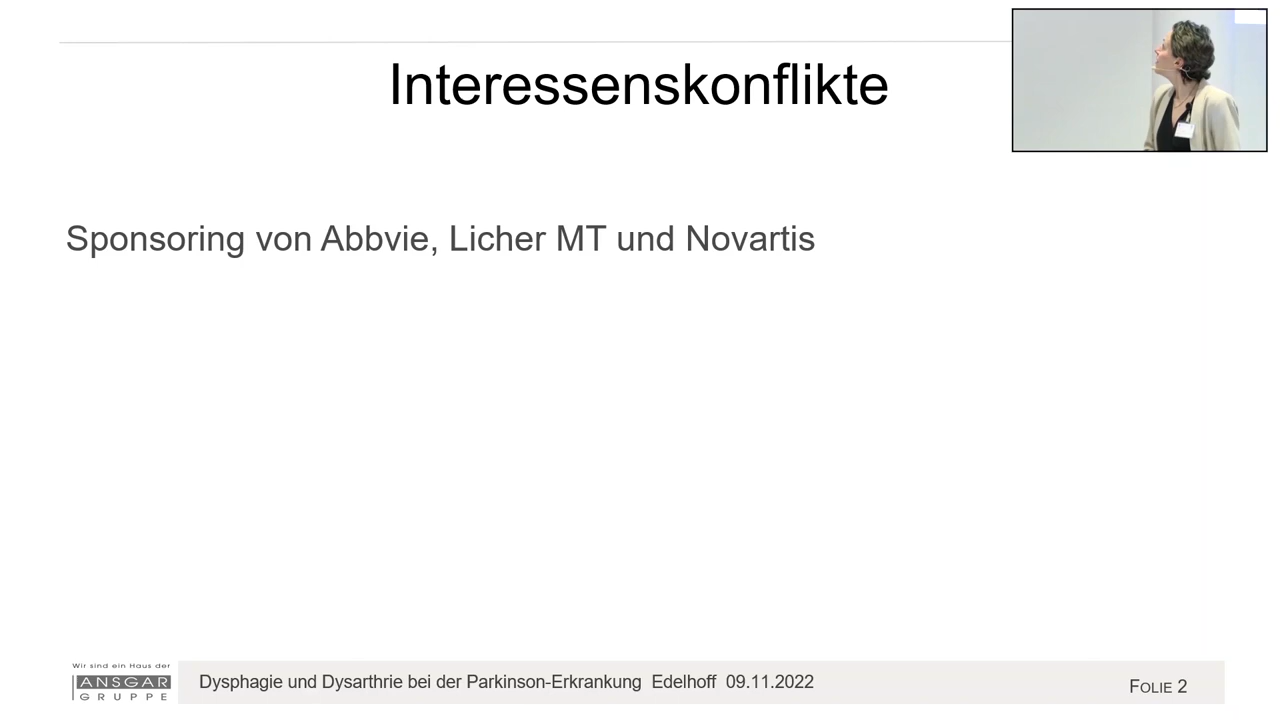 Interessenskonflikte
Sponsoring von Abbvie, Licher MT und Novartis
Wir sind ein Haus der
ANSGAR
GRUPPE
Dysphagie und Dysarthrie bei der Parkinson-Erkrankung Edelhoff 09.11.2022
FOLIE 2